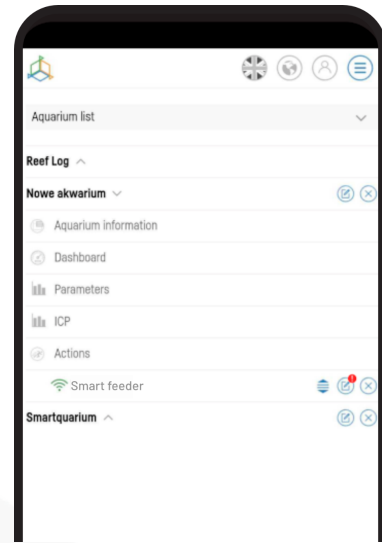 Aquarium list
Reef Log
Nowe akwarium
Aquarium information
Dashboard
Parameters
ICP
Actions
Smart feeder
Smartquarium